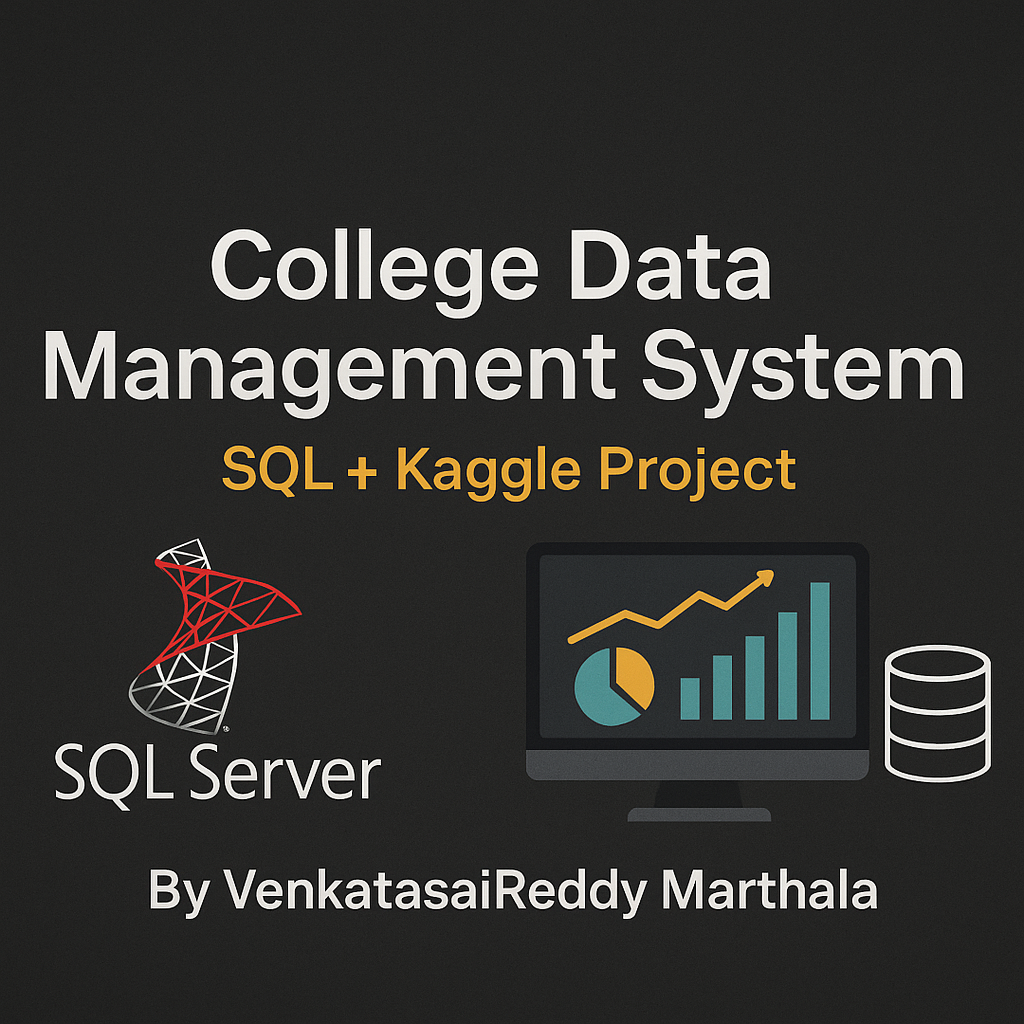 College Data
Management System
SQL + Kaggle Project
SQL Server
By VenkatasaiReddy Marthala